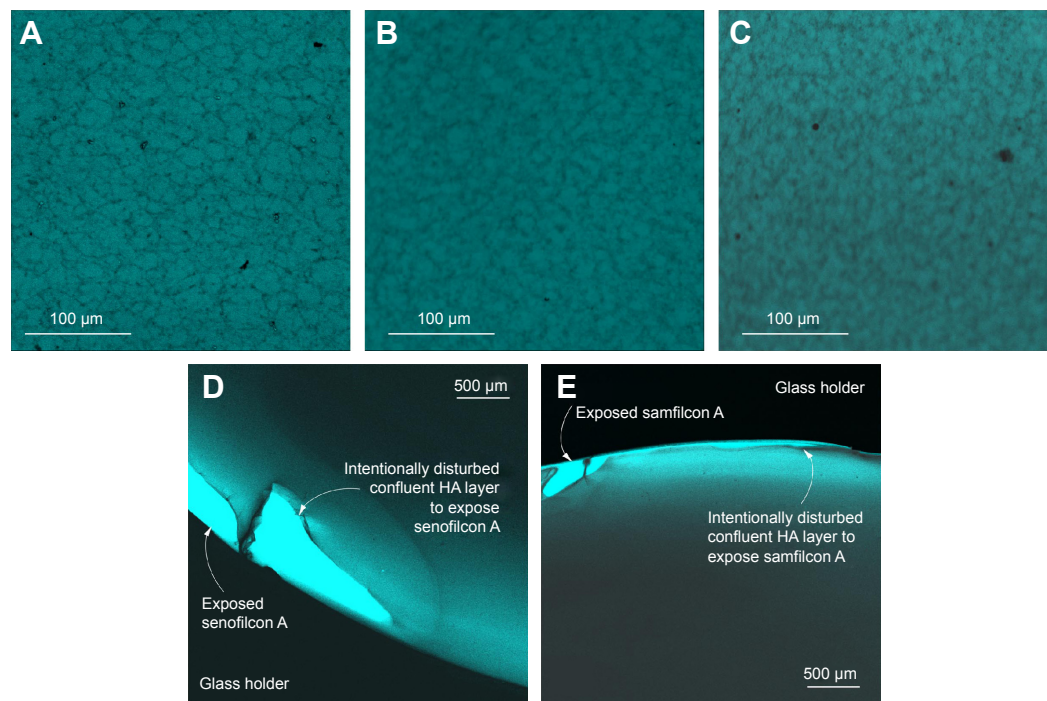 A
B
C
100 µm
100 µm
100 µm
D
500 µm
Intentionally disturbed
confluent HA layer
to expose
senofilcon A
Exposed
senofilcon A
Glass holder
E
Glass holder
Exposed samfilcon A
Intentionally disturbed
confluent HA layer to
expose samfilcon A
500 µm